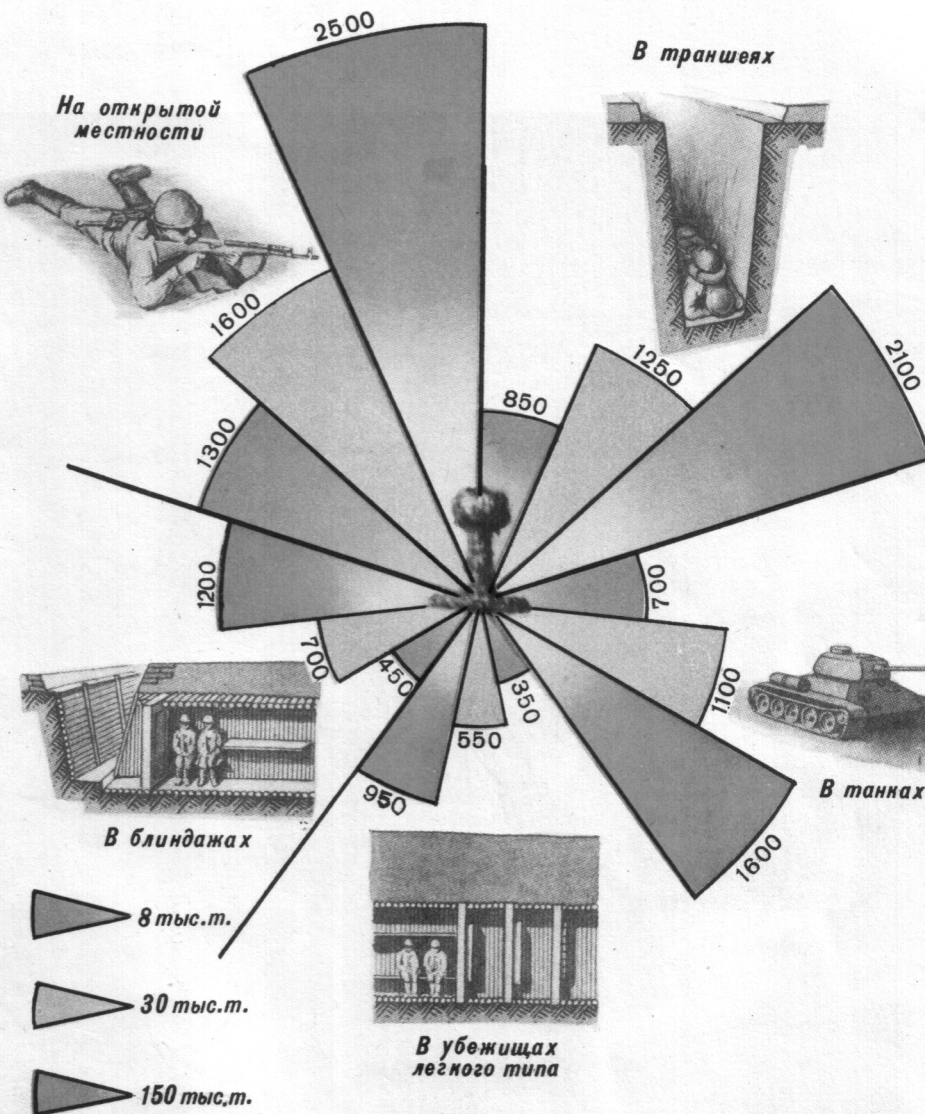 2500
В траншеях
На открытой
местности
1600
1300
850
1250
2100
1200
700
450
700
1100
1600
350
550
950
В танках
В блиндажах
В убежищах
легкого типа
8 тыс.т.
30 тыс.т.
150 тыс.т.